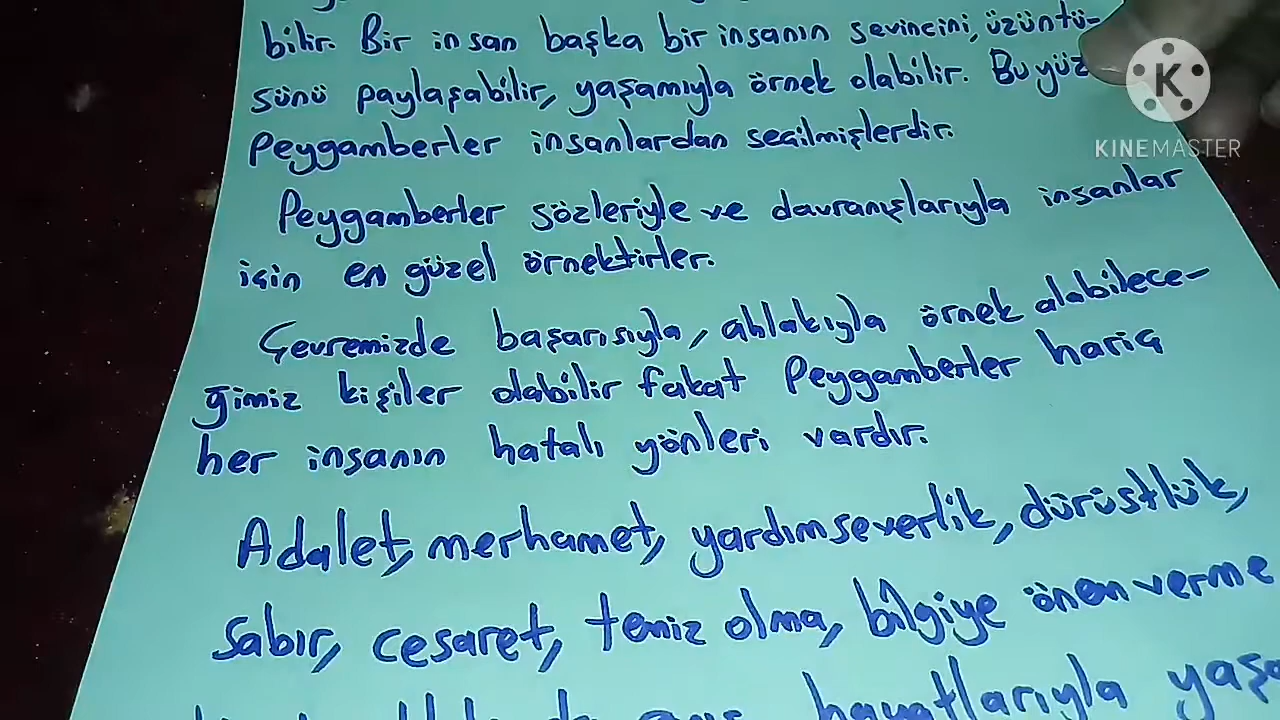 bilir. Bir insan başka bir insanın sevincini, üzüntü-
sünü paylaşabilir, yaşamıyla örnek olabilir. Bu yüz
Peygamberler insanlardan seçilmişlerdir.
Peygamberler sözleriyle ve davranışlarıyla insanlar
için en güzel örnektirler.
Çevremizde başarısıyla, ahlakıyla örnek alabilece-
ğimiz kişiler olabilir fakat Peygamberler hariç
her insanın hatalı yönleri vardır.
Adalet, merhamet, yardımseverlik, dürüstlük,
sabır, cesaret, temiz olma, bilgiye önem verme
hayatlarıyla
K
KINEMASTER